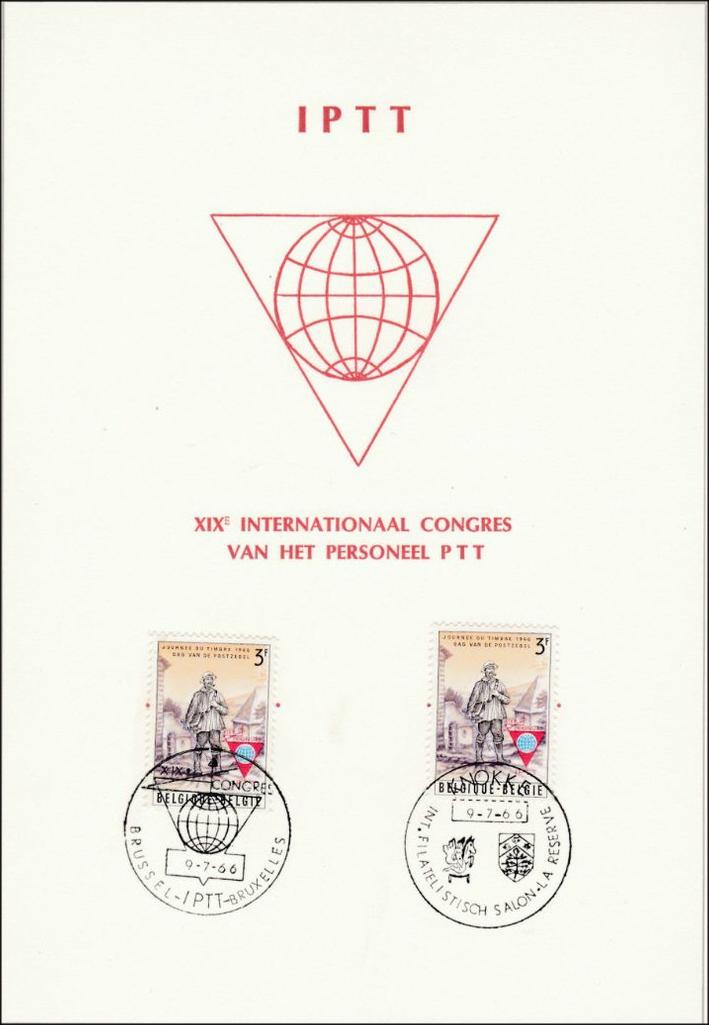 IPTT
XIXE INTERNATIONAAL CONGRES
VAN HET PERSONEEL PTT
JOURNÉE DU TIMBRE 1966
DAG VAN DE POSTZEGEL
3F
BELGIQUE-BELGIE
XIXe CONGRES
9-7-66
BRUSSEL-IPTT-BRUXELLES
JOURNÉE DU TIMBRE 1966
DAG VAN DE POSTZEGEL
3F
BELGIQUE-BELGIE
KNOKKE
9-7-66
INT. FILATELISTISCH SALON-LA RESERVE